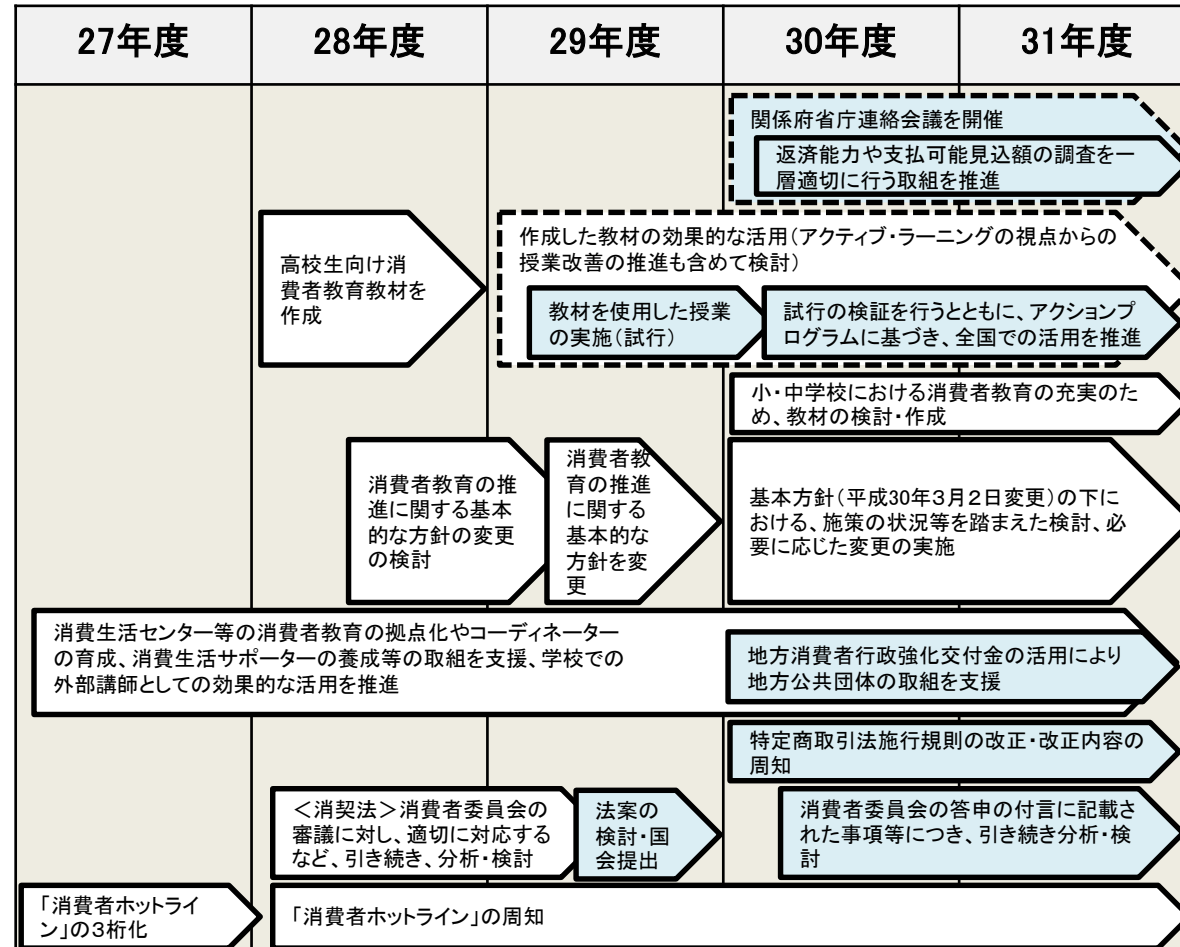 27年度
28年度
29年度
30年度
31年度
関係府省庁連絡会議を開催
返済能力や支払可能見込額の調査を一
層適切に行う取組を推進
高校生向け消
費者教育教材を
作成
作成した教材の効果的な活用（アクティブ・ラーニングの視点からの
授業改善の推進も含めて検討）
教材を使用した授業
の実施（試行）
試行の検証を行うとともに、アクションプ
ログラムに基づき、全国での活用を推進
小・中学校における消費者教育の充実のた
め、教材の検討・作成
消費者教育の推
進に関する基本
的な方針の変更
の検討
消費者教
育の推進
に関する
基本的な
方針を変
更
基本方針（平成30年３月２日変更）の下に
おける、施策の状況等を踏まえた検討、必
要に応じた変更の実施
消費生活センター等の消費者教育の拠点化やコーディネーター
の育成、消費生活サポーターの養成等の取組を支援、学校での
外部講師としての効果的な活用を推進
地方消費者行政強化交付金の活用により
地方公共団体の取組を支援
特定商取引法施行規則の改正・改正内容の
周知
＜消契法＞消費者委員会の
審議に対し、適切に対応する
など、引き続き、分析・検討
法案の
検討・国
会提出
消費者委員会の答申の付言に記載さ
れた事項等につき、引き続き分析・検
討
「消費者ホットライ
ン」の３桁化
「消費者ホットライン」の周知